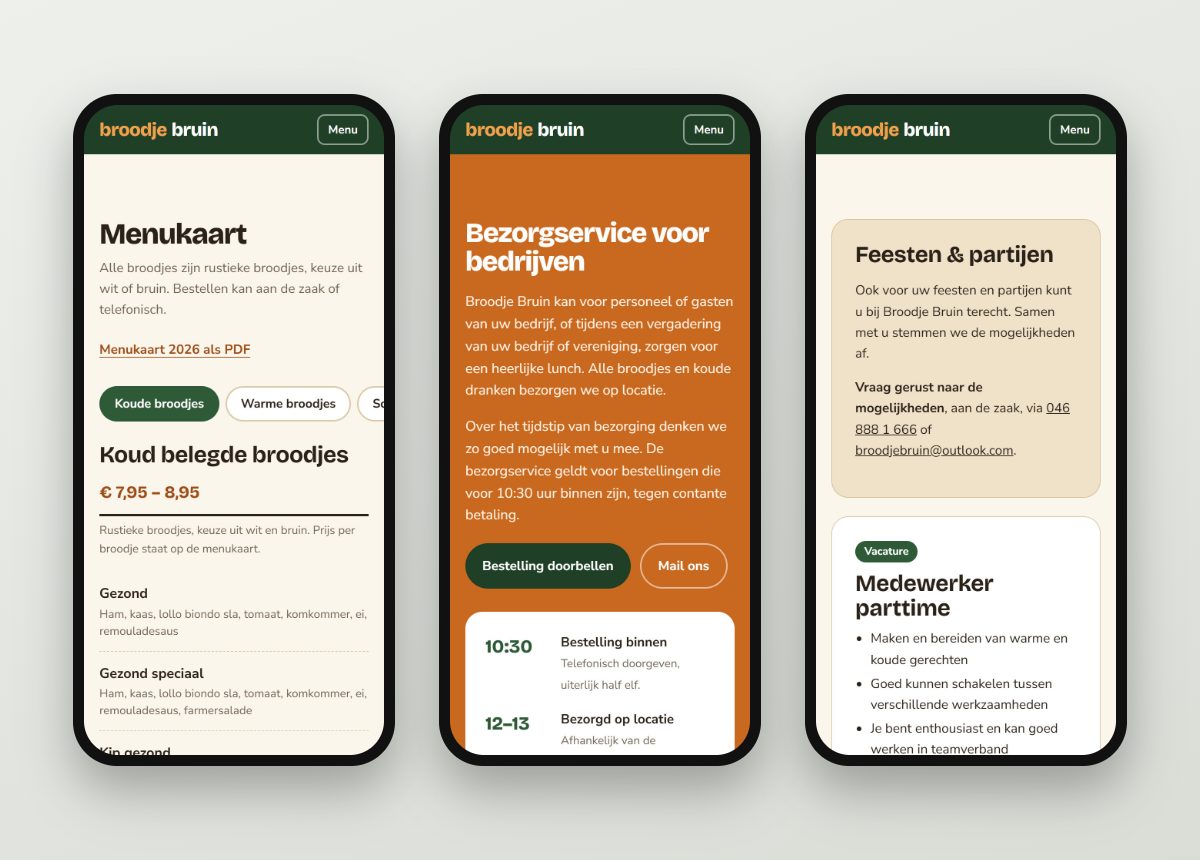 broodje bruin
Menu
Menukaart
Alle broodjes zijn rustieke broodjes, keuze uit
wit of bruin. Bestellen kan aan de zaak of
telefonisch.
Menukaart 2026 als PDF
Koude broodjes
Warme broodjes
Koud belegde broodjes
€ 7,95 – 8,95
Rustieke broodjes, keuze uit wit en bruin. Prijs per
broodje staat op de menukaart.
Gezond
Ham, kaas, lollo biondo sla, tomaat, komkommer, ei,
remouladesaus
Gezond speciaal
Ham, kaas, lollo biondo sla, tomaat, komkommer, ei,
remouladesaus, farmersalade
Kip gezond
broodje bruin
Menu
Bezorgservice voor
bedrijven
Broodje Bruin kan voor personeel of gasten
van uw bedrijf, of tijdens een vergadering
van uw bedrijf of vereniging, zorgen voor
een heerlijke lunch. Alle broodjes en koude
dranken bezorgen we op locatie.
Over het tijdstip van bezorging denken we
zo goed mogelijk met u mee. De
bezorgservice geldt voor bestellingen die
voor 10:30 uur binnen zijn, tegen contante
betaling.
Bestelling doorbellen
Mail ons
10:30
Bestelling binnen
Telefonisch doorgeven,
uiterlijk half elf.
12–13
Bezorgd op locatie
Afhankelijk van de
broodje bruin
Menu
Feesten & partijen
Ook voor uw feesten en partijen kunt
u bij Broodje Bruin terecht. Samen
met u stemmen we de mogelijkheden
af.
Vraag gerust naar de
mogelijkheden, aan de zaak, via 046
888 1 666 of
broodjebruin@outlook.com.
Vacature
Medewerker
parttime
• Maken en bereiden van warme en
koude gerechten
• Goed kunnen schakelen tussen
verschillende werkzaamheden
• Je bent enthousiast en kan goed
werken in teamverband